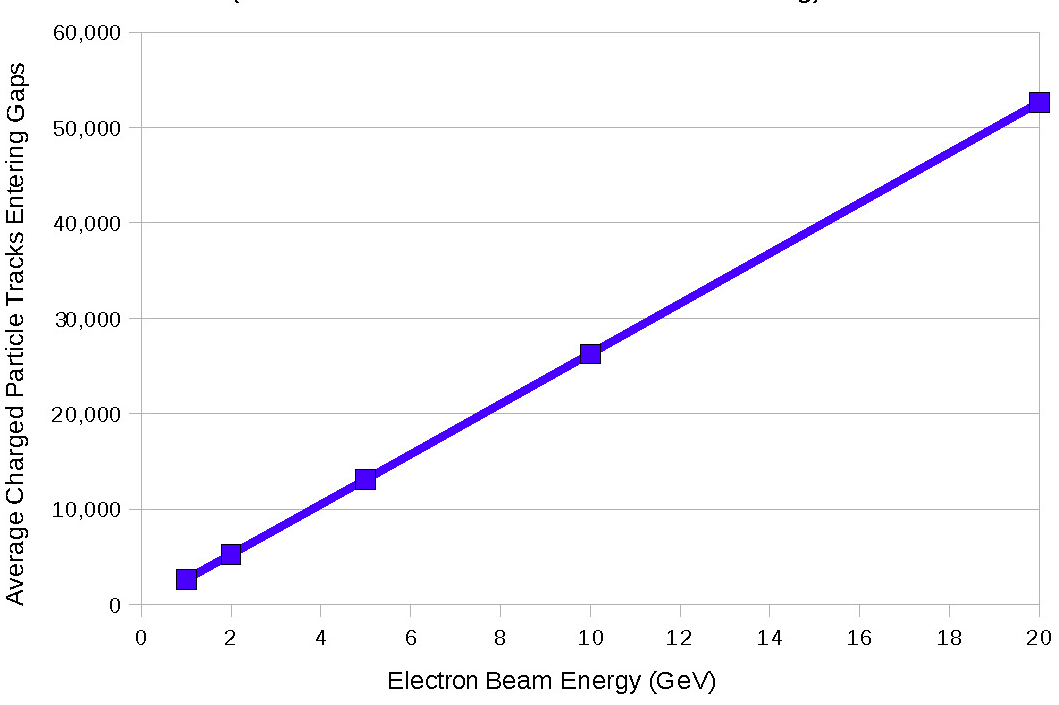 60,000
50,000
40,000
30,000
20,000
10,000
0
Average Charged Particle Tracks Entering Gaps
0 2 4 6 8 10 12 14 16 18 20
Electron Beam Energy (GeV)